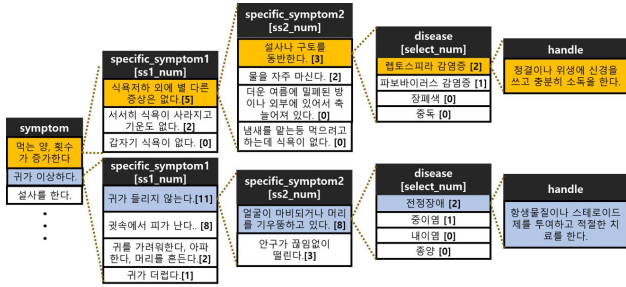 symptom
먹는 양, 횟수
가 증가한다
귀가 이상하다.
설사를 한다.
specific_symptom1
[ss1_num]
식욕저하 외에 별 다른
증상은 없다.[5]
서서히 식욕이 사라지고
기운도 없다. [2]
갑자기 식욕이 없다. [0]
specific_symptom2
[ss2_num]
설사나 구토를
동반한다. [3]
물을 자주 마신다. [2]
더운 여름에 밀폐된 방
이나 외부에 있어서 축
늘어져 있다. [0]
냄새를 맡는등 먹으려고
하는데 식욕이 없다. [0]
disease
[select_num]
렙토스피라 감염증 [2]
파보바이러스 감염증 [1]
장폐색 [0]
중독 [0]
handle
청결이나 위생에 신경을
쓰고 충분히 소독을 한다.
specific_symptom1
[ss1_num]
귀가 들리지 않는다.[11]
귓속에서 피가 난다.. [8]
귀를 가려워한다, 아파
한다, 머리를 흔든다.[2]
귀가 더럽다.[1]
specific_symptom2
[ss2_num]
얼굴이 마비되거나 머리
를 기우뚱하고 있다. [8]
안구가 끊임없이
떨린다.[3]
disease
[select_num]
전정장애 [2]
중이염 [1]
내이염 [0]
종양 [0]
handle
항생물질이나 스테로이드
제를 투여하고 적절한 치
료를 한다.